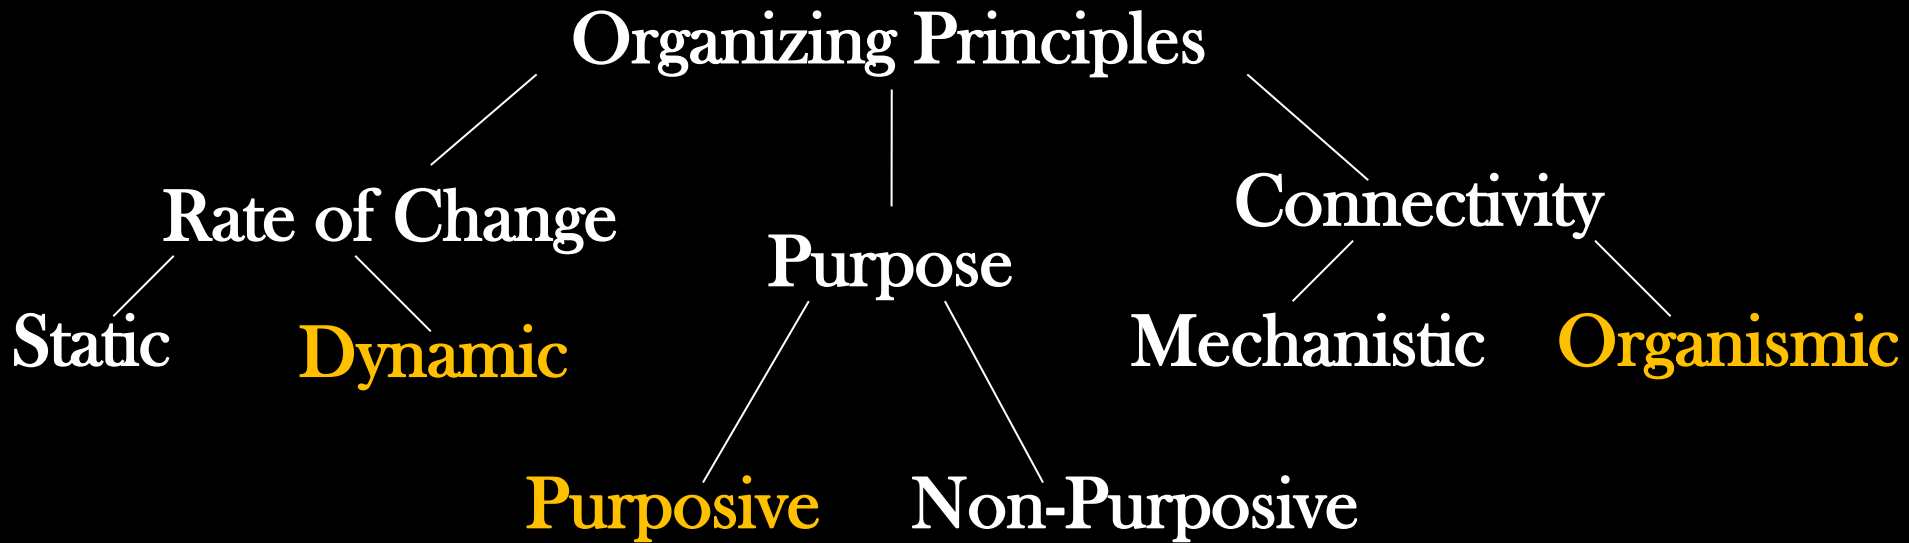 Organizing Principles
Rate of Change
Purpose
Connectivity
Static
Dynamic
Mechanistic
Organismic
Purposive
Non-Purposive